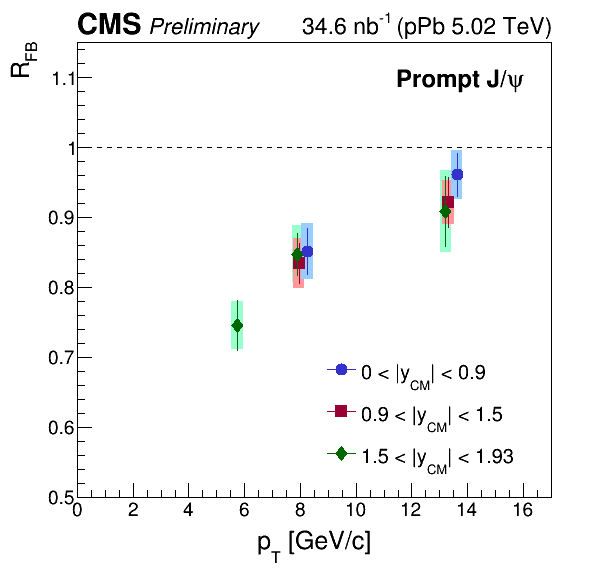 CMS Preliminary 34.6 nb⁻¹ (pPb 5.02 TeV)
R_FB
Prompt J/ψ
1.1
1
0.9
0.8
0.7
0.6
0.5
0 < |y_CM| < 0.9
0.9 < |y_CM| < 1.5
1.5 < |y_CM| < 1.93
0 2 4 6 8 10 12 14 16
p_T [GeV/c]